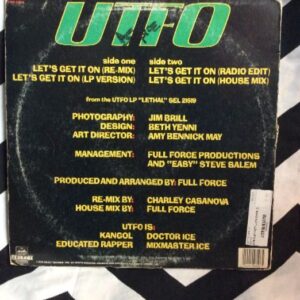 UTFO
side one side two
LET'S GET IT ON (RE-MIX) LET'S GET IT ON (RADIO EDIT)
LET'S GET IT ON (LP VERSION) LET'S GET IT ON (HOUSE MIX)
from the UTFO LP "LETHAL" SEL 21659
PHOTOGRAPHY: JIM BRILL
DESIGN: BETH YENNI
ART DIRECTOR: AMY BENNICK MAY
MANAGEMENT: FULL FORCE PRODUCTIONS
AND "EASY" STEVE SALEM
PRODUCED AND ARRANGED BY: FULL FORCE
RE-MIX BY: CHARLEY CASANOVA
HOUSE MIX BY: FULL FORCE
UTFO IS:
KANGOL DOCTOR ICE
EDUCATED RAPPER MIXMASTER ICE